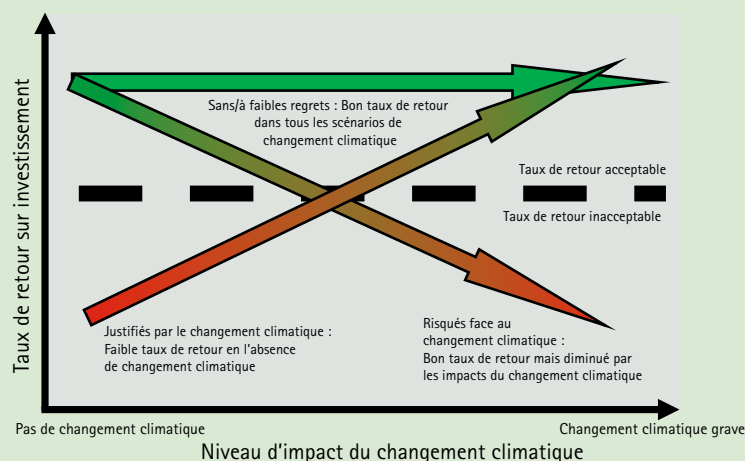 Taux de retour sur investissement
Sans/à faibles regrets : Bon taux de retour
dans tous les scénarios de
changement climatique
Taux de retour acceptable
Taux de retour inacceptable
Justifiés par le changement climatique :
Faible taux de retour en l'absence
de changement climatique
Risqués face au
changement climatique :
Bon taux de retour mais diminué par
les impacts du changement climatique
Pas de changement climatique
Changement climatique grave
Niveau d'impact du changement climatique